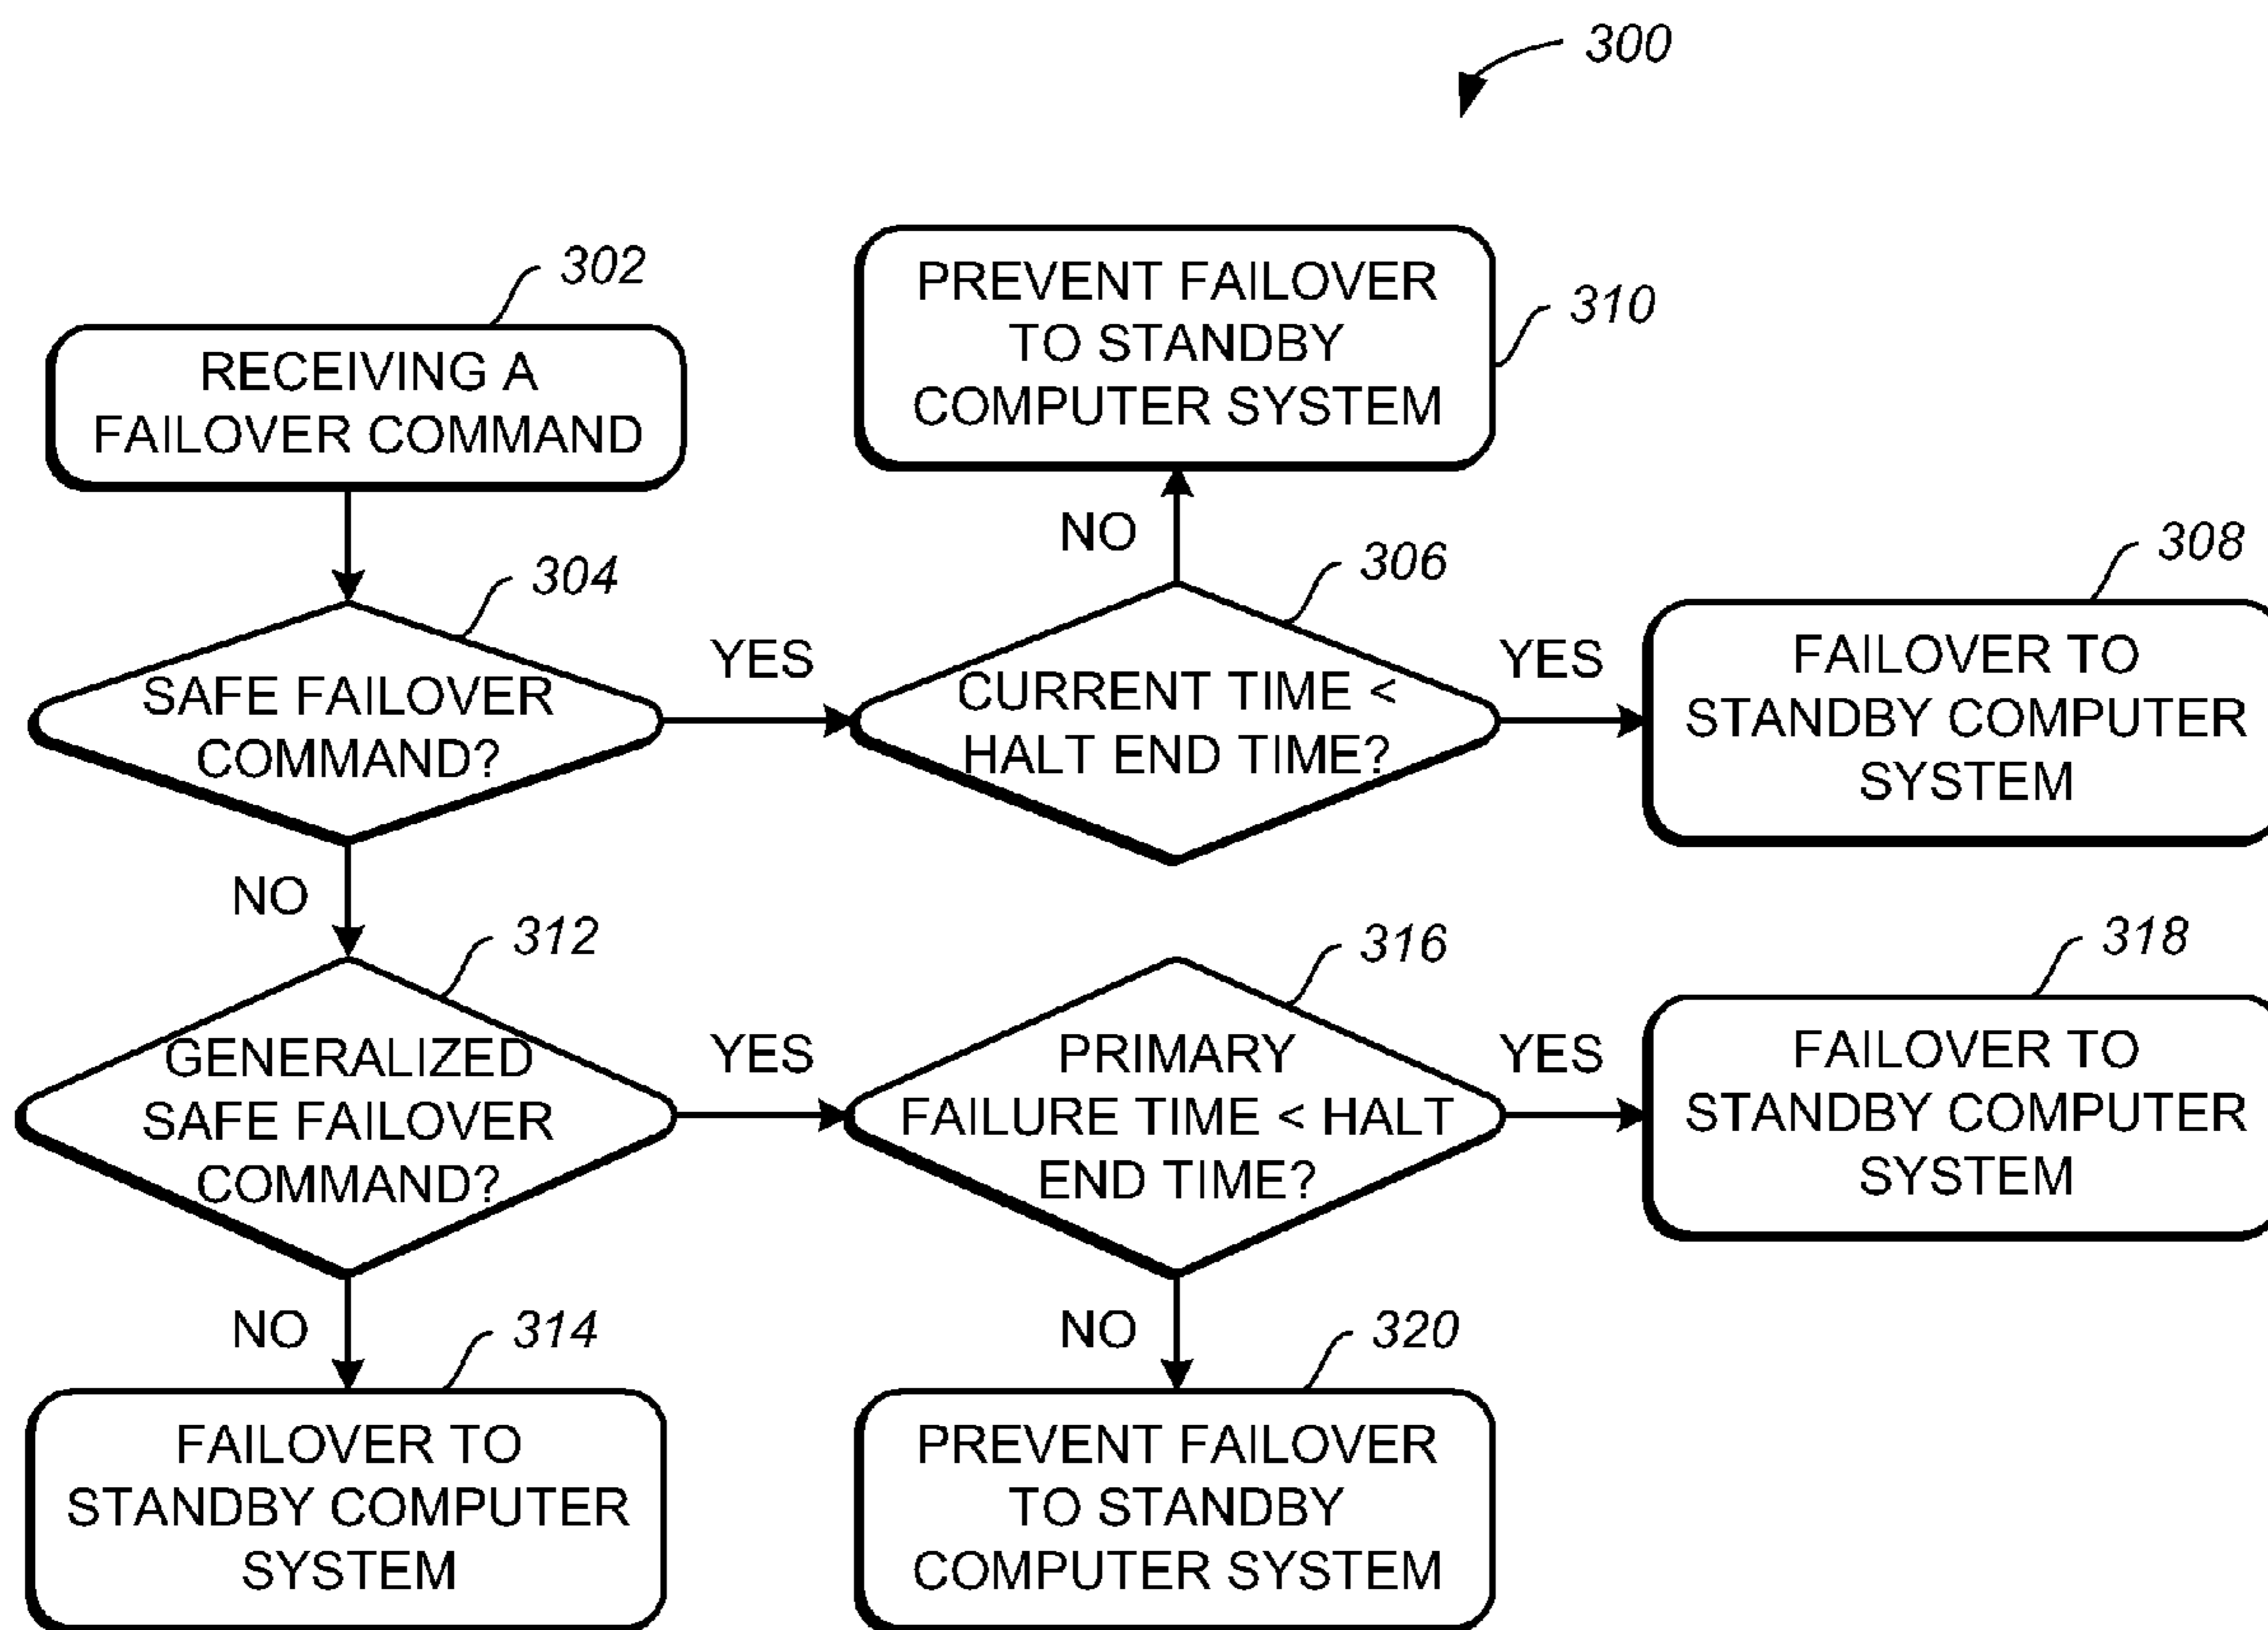 300
302
RECEIVING A
FAILOVER COMMAND
304
SAFE FAILOVER
COMMAND?
YES
306
CURRENT TIME <
HALT END TIME?
NO
310
PREVENT FAILOVER
TO STANDBY
COMPUTER SYSTEM
YES
308
FAILOVER TO
STANDBY COMPUTER
SYSTEM
NO
312
GENERALIZED
SAFE FAILOVER
COMMAND?
YES
316
PRIMARY
FAILURE TIME < HALT
END TIME?
YES
318
FAILOVER TO
STANDBY COMPUTER
SYSTEM
NO
314
FAILOVER TO
STANDBY COMPUTER
SYSTEM
NO
320
PREVENT FAILOVER
TO STANDBY
COMPUTER SYSTEM